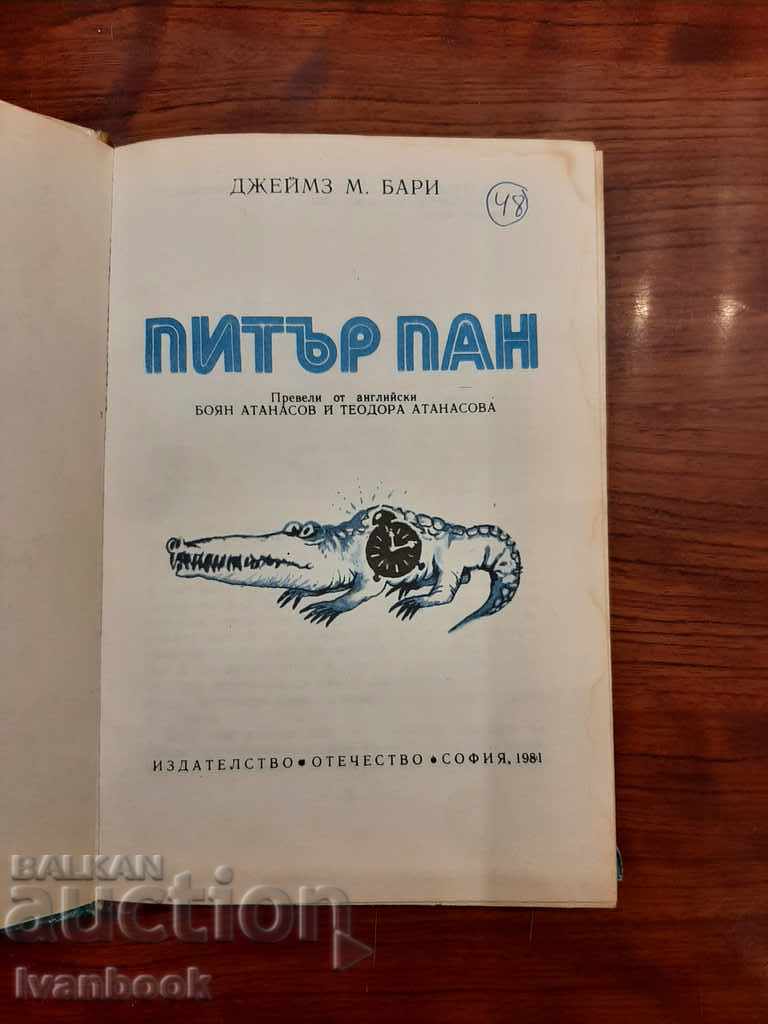 ДЖЕЙМЗ М. БАРИ
48
ПИТЪР ПАН
Превели от английски
БОЯН АТАНАСОВ И ТЕОДОРА АТАНАСОВА
ИЗДАТЕЛСТВО • ОТЕЧЕСТВО • СОФИЯ, 1981
BALKAN
auction
Ivanbook